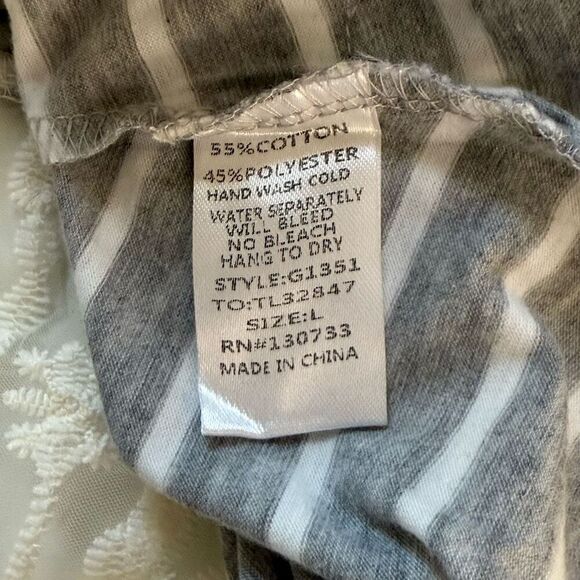 55%COTTON
45%POLYESTER
HAND WASH COLD
WATER SEPARATELY
WILL BLEED
NO BLEACH
HANG TO DRY
STYLE:G1351
TO:TL32847
SIZE:L
RN#130733
MADE IN CHINA